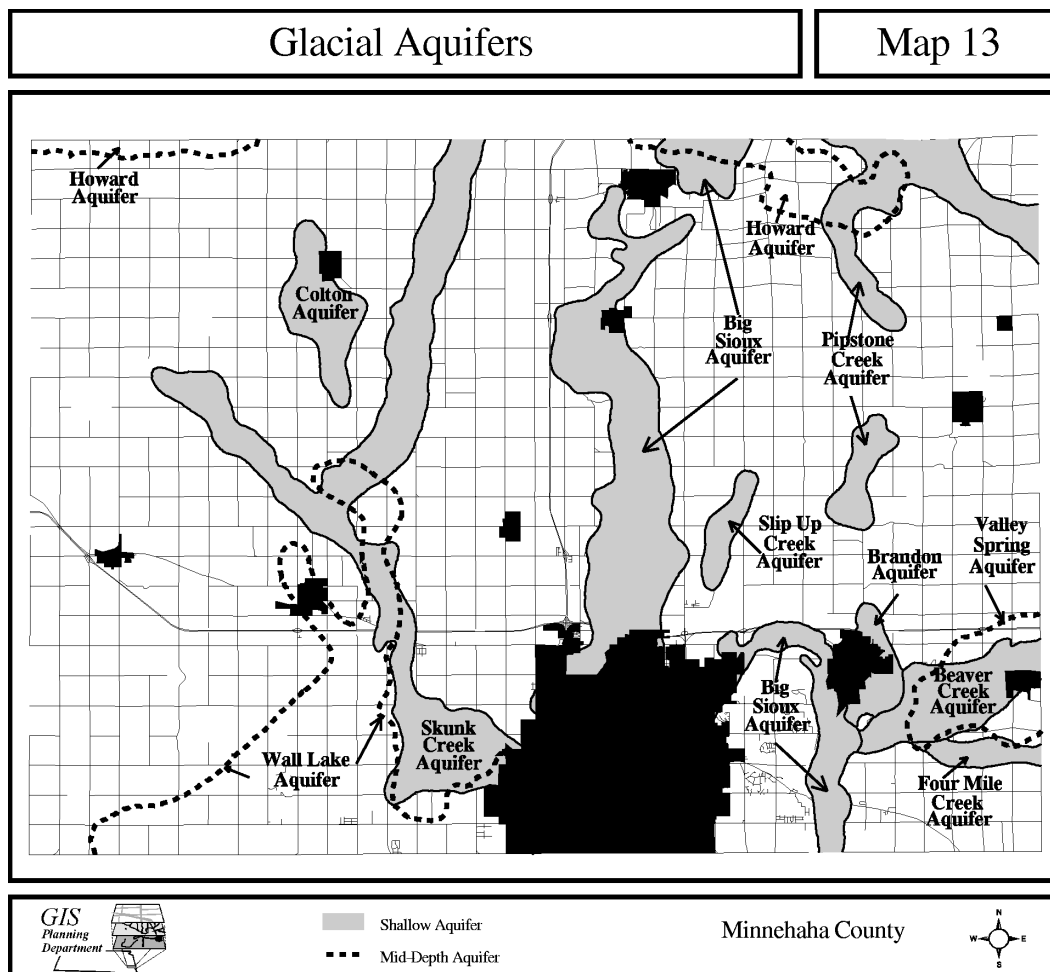 Glacial Aquifers
Map 13
Howard
Aquifer
Colton
Aquifer
Howard
Aquifer
Big
Sioux
Aquifer
Pipstone
Creek
Aquifer
Slip Up
Creek
Aquifer
Brandon
Aquifer
Valley
Spring
Aquifer
Beaver
Creek
Aquifer
Big
Sioux
Aquifer
Skunk
Creek
Aquifer
Wall Lake
Aquifer
Four Mile
Creek
Aquifer
GIS
Planning
Department
Shallow Aquifer
Mid-Depth Aquifer
Minnehaha County
N
W
E
S